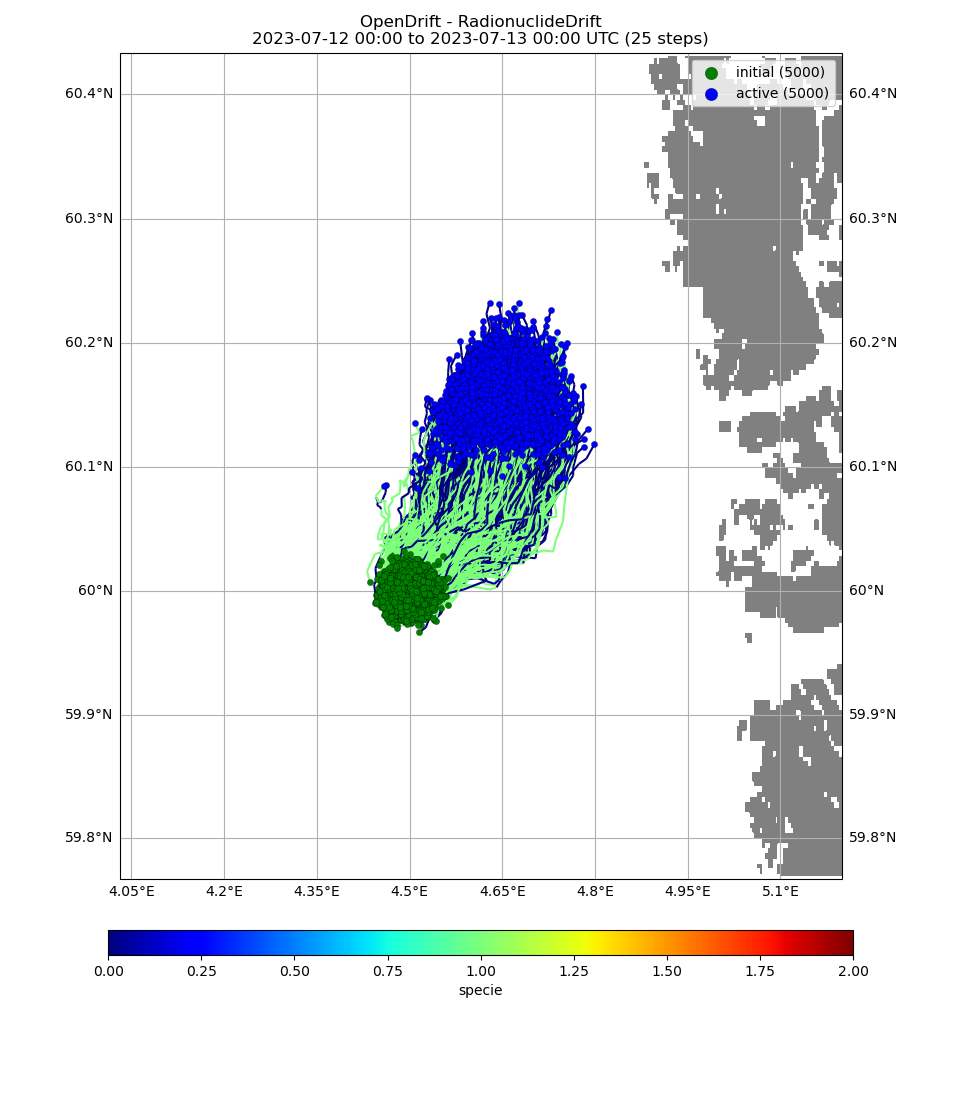 OpenDrift - RadionuclideDrift
2023-07-12 00:00 to 2023-07-13 00:00 UTC (25 steps)
initial (5000)
active (5000)
60.4°N 60.4°N
60.3°N 60.3°N
60.2°N 60.2°N
60.1°N 60.1°N
60°N 60°N
59.9°N 59.9°N
59.8°N 59.8°N
4.05°E 4.2°E 4.35°E 4.5°E 4.65°E 4.8°E 4.95°E 5.1°E
0.00 0.25 0.50 0.75 1.00 1.25 1.50 1.75 2.00
specie